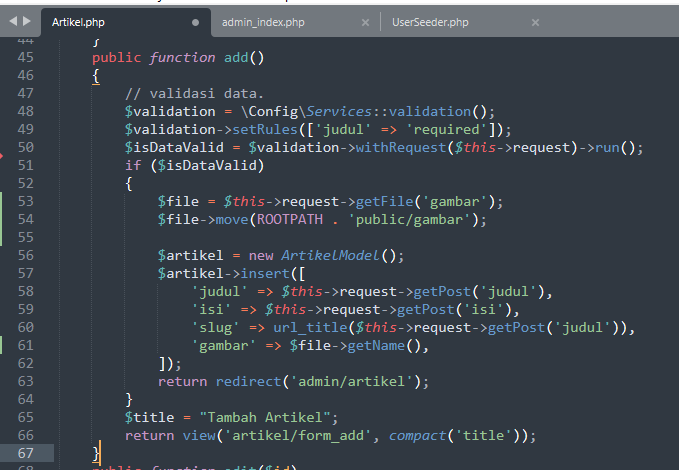 Artikel.php
admin_index.php
UserSeeder.php
44 }
45 public function add()
46 {
47 // validasi data.
48 $validation = \Config\Services::validation();
49 $validation->setRules(['judul' => 'required']);
50 $isDataValid = $validation->withRequest($this->request)->run();
51 if ($isDataValid)
52 {
53 $file = $this->request->getFile('gambar');
54 $file->move(ROOTPATH . 'public/gambar');
55
56 $artikel = new ArtikelModel();
57 $artikel->insert([
58 'judul' => $this->request->getPost('judul'),
59 'isi' => $this->request->getPost('isi'),
60 'slug' => url_title($this->request->getPost('judul')),
61 'gambar' => $file->getName(),
62 ]);
63 return redirect('admin/artikel');
64 }
65 $title = "Tambah Artikel";
66 return view('artikel/form_add', compact('title'));
67 }
68 public function edit($id)